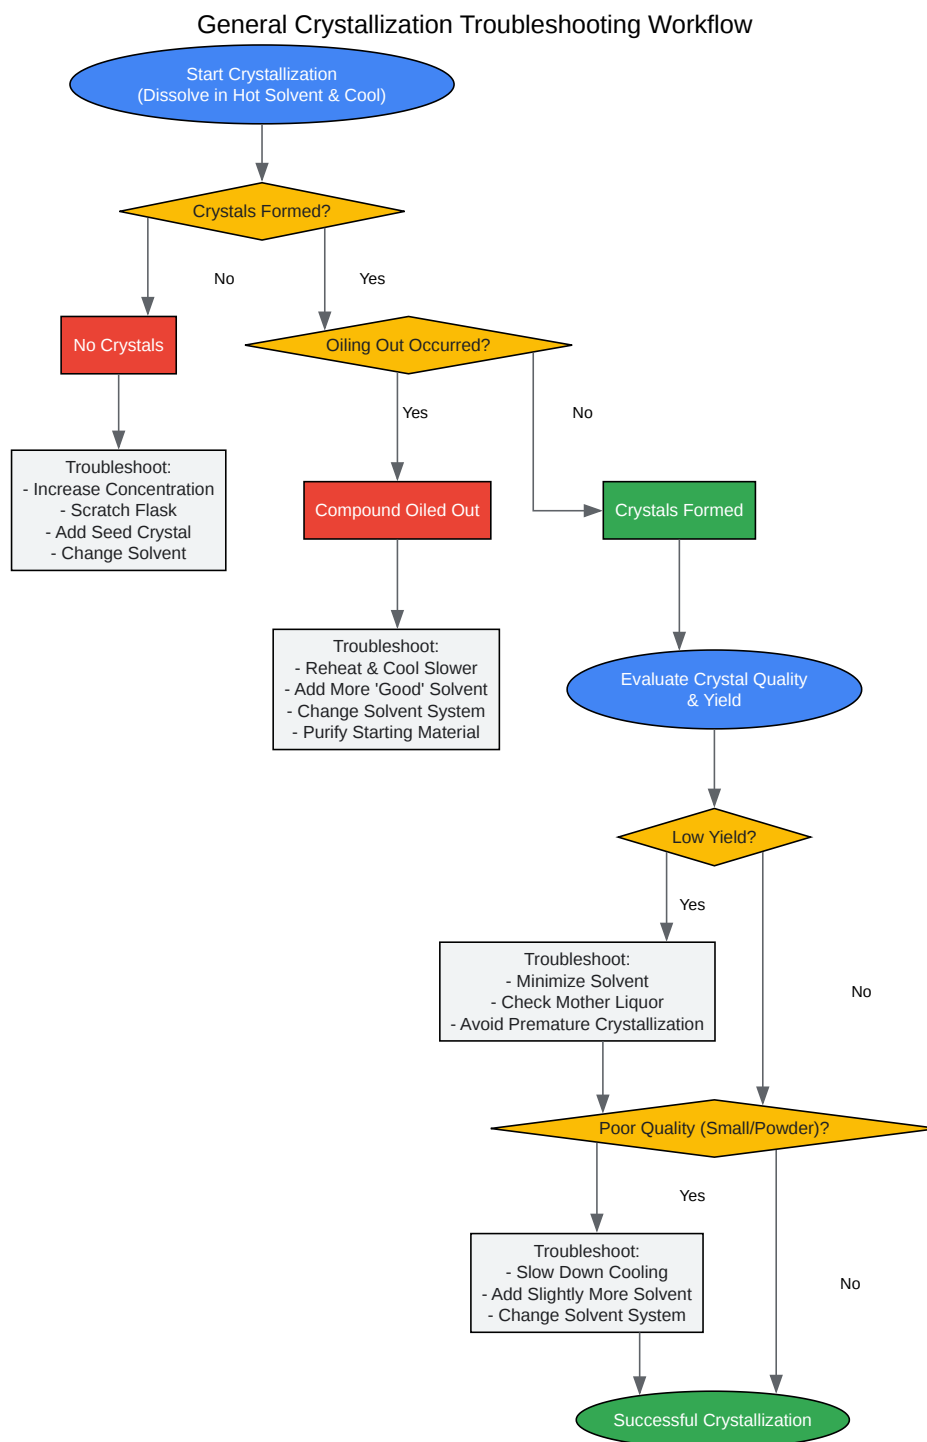 General Crystallization Troubleshooting Workflow
Start Crystallization
(Dissolve in Hot Solvent & Cool)
Crystals Formed?
No
Yes
No Crystals
Oiling Out Occurred?
Yes
No
Troubleshoot:
- Increase Concentration
- Scratch Flask
- Add Seed Crystal
- Change Solvent
Compound Oiled Out
Crystals Formed
Troubleshoot:
- Reheat & Cool Slower
- Add More 'Good' Solvent
- Change Solvent System
- Purify Starting Material
Evaluate Crystal Quality
& Yield
Low Yield?
Yes
No
Troubleshoot:
- Minimize Solvent
- Check Mother Liquor
- Avoid Premature Crystallization
Poor Quality (Small/Powder)?
Yes
No
Troubleshoot:
- Slow Down Cooling
- Add Slightly More Solvent
- Change Solvent System
Successful Crystallization